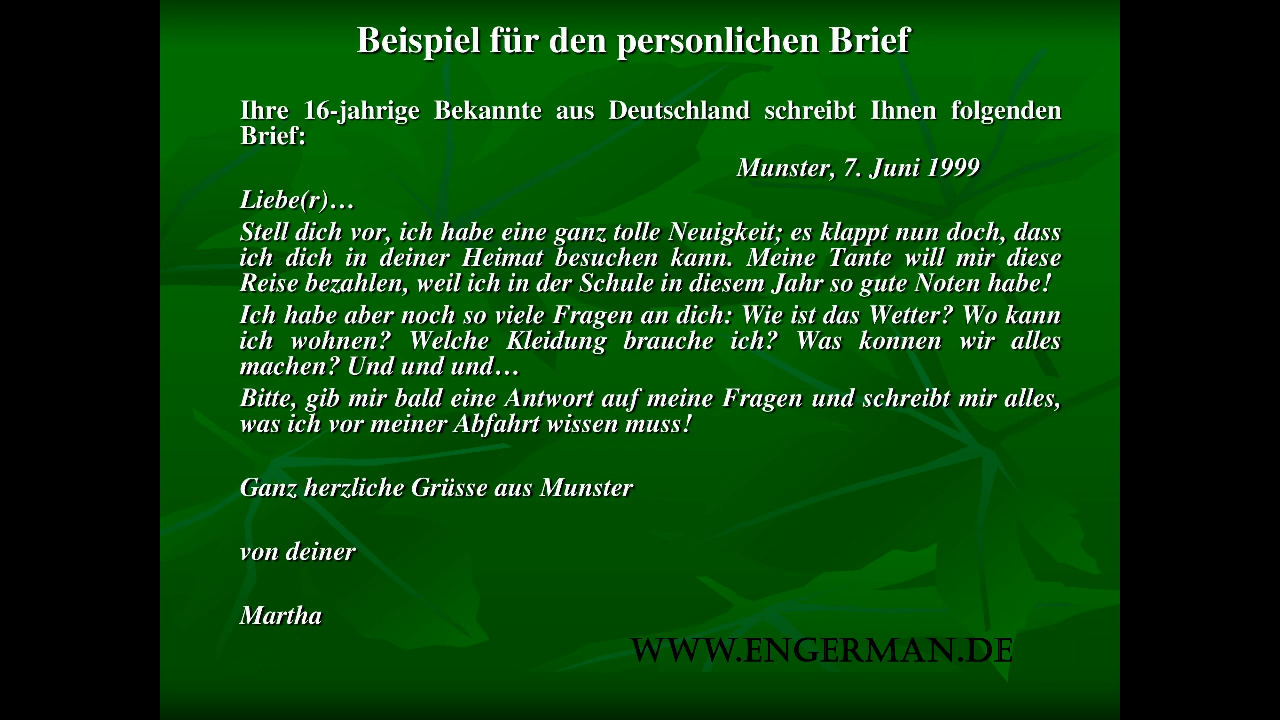 Beispiel für den personlichen Brief
Ihre 16-jahrige Bekannte aus Deutschland schreibt Ihnen folgenden
Brief:
Munster, 7. Juni 1999
Liebe(r)…
Stell dich vor, ich habe eine ganz tolle Neuigkeit; es klappt nun doch, dass
ich dich in deiner Heimat besuchen kann. Meine Tante will mir diese
Reise bezahlen, weil ich in der Schule in diesem Jahr so gute Noten habe!
Ich habe aber noch so viele Fragen an dich: Wie ist das Wetter? Wo kann
ich wohnen? Welche Kleidung brauche ich? Was konnen wir alles
machen? Und und und…
Bitte, gib mir bald eine Antwort auf meine Fragen und schreibt mir alles,
was ich vor meiner Abfahrt wissen muss!
Ganz herzliche Grüsse aus Munster
von deiner
Martha
WWW.ENGERMAN.DE